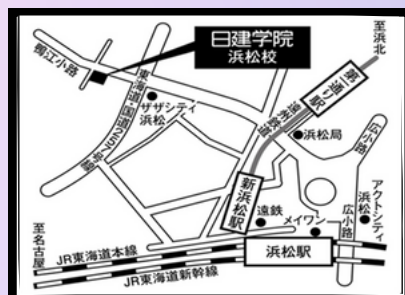 至浜北
鴨江小路
日建学院
浜松校
東海道・国道257号線
ザザシティ
浜松
遠州鉄道
第一通り駅
浜松局
広小路
新浜松駅
遠鉄
メイワン
アクトシティ
浜松
広小路
至名古屋
JR東海道本線
浜松駅
JR東海道新幹線